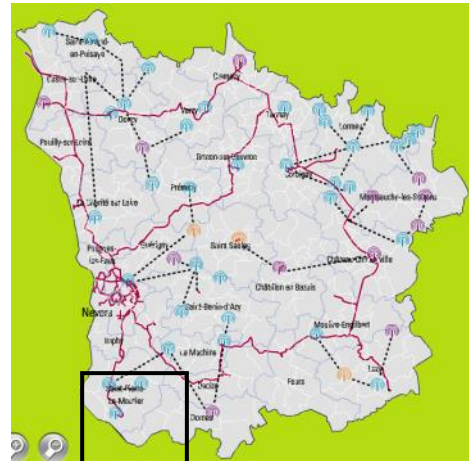 Saint-Amand
en-Puisaye
Cosne-sur-Loire
Clamecy
Donzy
Varzy
Tannay
Lormes
Pouilly-sur-Loire
Brinon-sur-Beuvron
Corbigny
Prémery
Montsauche-les-Settons
La Charité sur Loire
Guérigny
Saint Saulge
Pougues
-les-Eaux
Château-Chinon ville
Châtillon en Bazois
Nevers
Saint-Benin-d'Azy
Imphy
La Machine
Moulins-Engilbert
Luzy
Saint-Pierre
Le-Moutier
Decize
Fours
Dornes